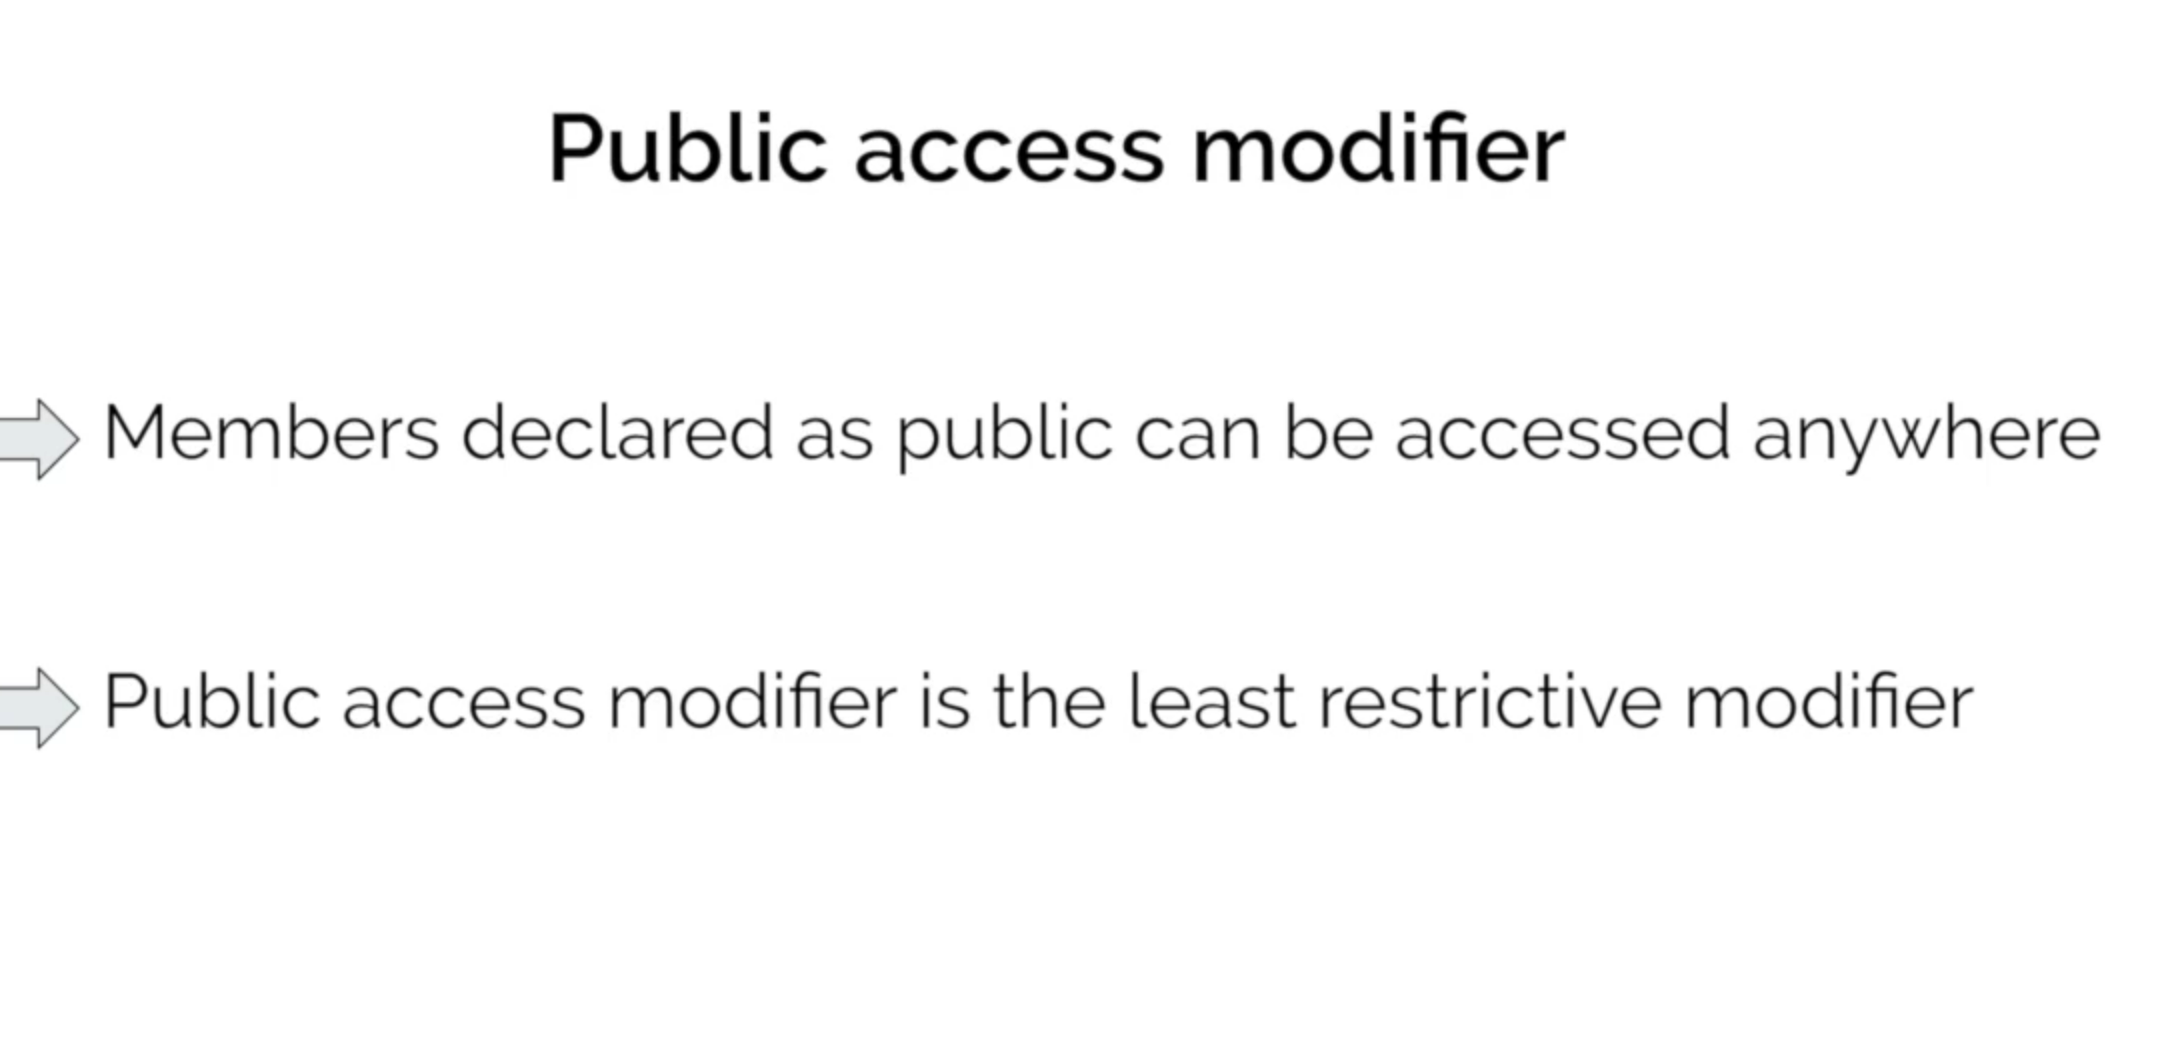 Public access modifier
Members declared as public can be accessed anywhere
Public access modifier is the least restrictive modifier